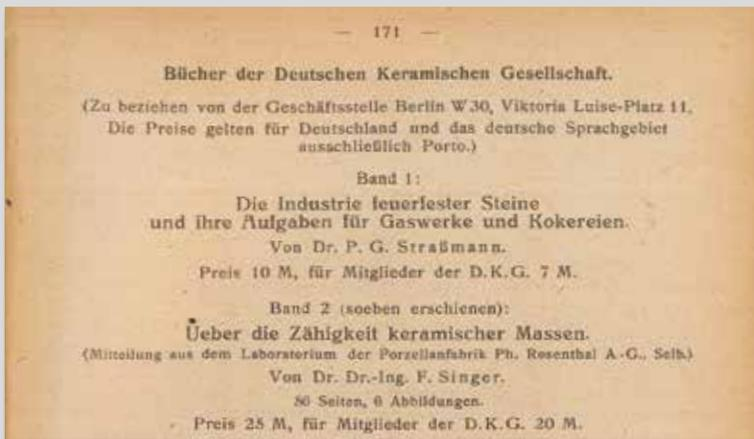 — 171 —
Bücher der Deutschen Keramischen Gesellschaft.
(Zu beziehen von der Geschäftsstelle Berlin W 30, Viktoria Luise-Platz 11.
Die Preise gelten für Deutschland und das deutsche Sprachgebiet
ausschließlich Porto.)
Band 1:
Die Industrie feuerfester Steine
und ihre Aufgaben für Gaswerke und Kokereien.
Von Dr. P. G. Straßmann.
Preis 10 M, für Mitglieder der D.K.G. 7 M.
Band 2 (soeben erschienen):
Ueber die Zähigkeit keramischer Massen.
(Mitteilung aus dem Laboratorium der Porzellanfabrik Ph. Rosenthal A.-G., Selb.)
Von Dr. Dr.-Ing. F. Singer.
Seiten, 6 Abbildungen.
Preis 25 M, für Mitglieder der D.K.G. 20 M.